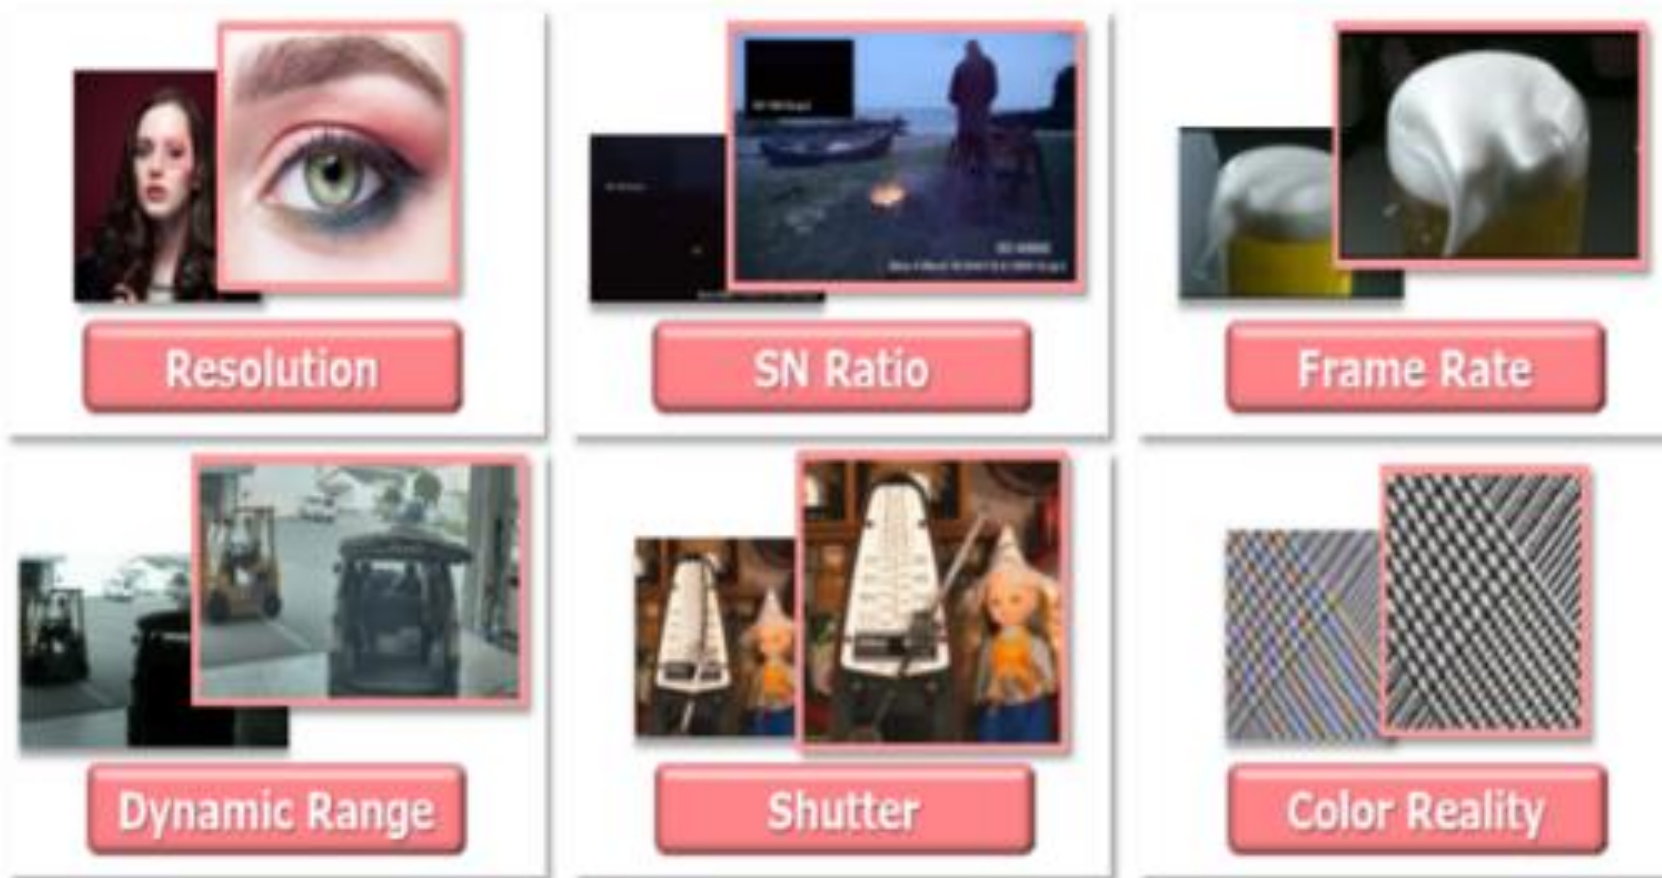 Resolution
SN Ratio
Frame Rate
Dynamic Range
Shutter
Color Reality